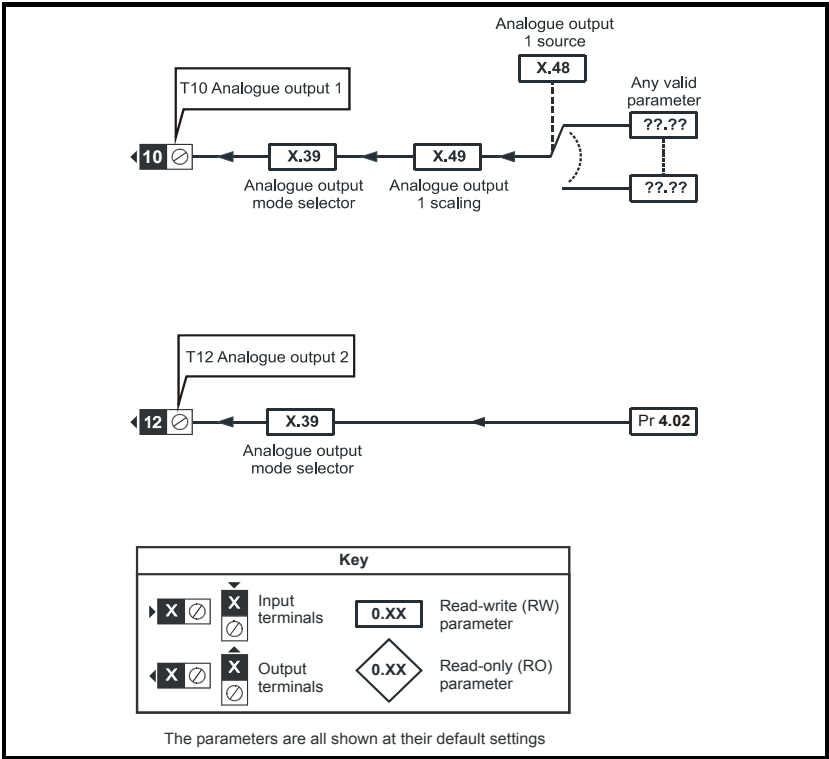 Analogue output
1 source
X.48
Any valid
parameter
??.??
??.??
T10 Analogue output 1
10
X.39
X.49
Analogue output
mode selector
Analogue output
1 scaling
T12 Analogue output 2
12
X.39
Pr 4.02
Analogue output
mode selector
Key
X
X
Input
terminals
0.XX
Read-write (RW)
parameter
X
X
Output
terminals
0.XX
Read-only (RO)
parameter
The parameters are all shown at their default settings